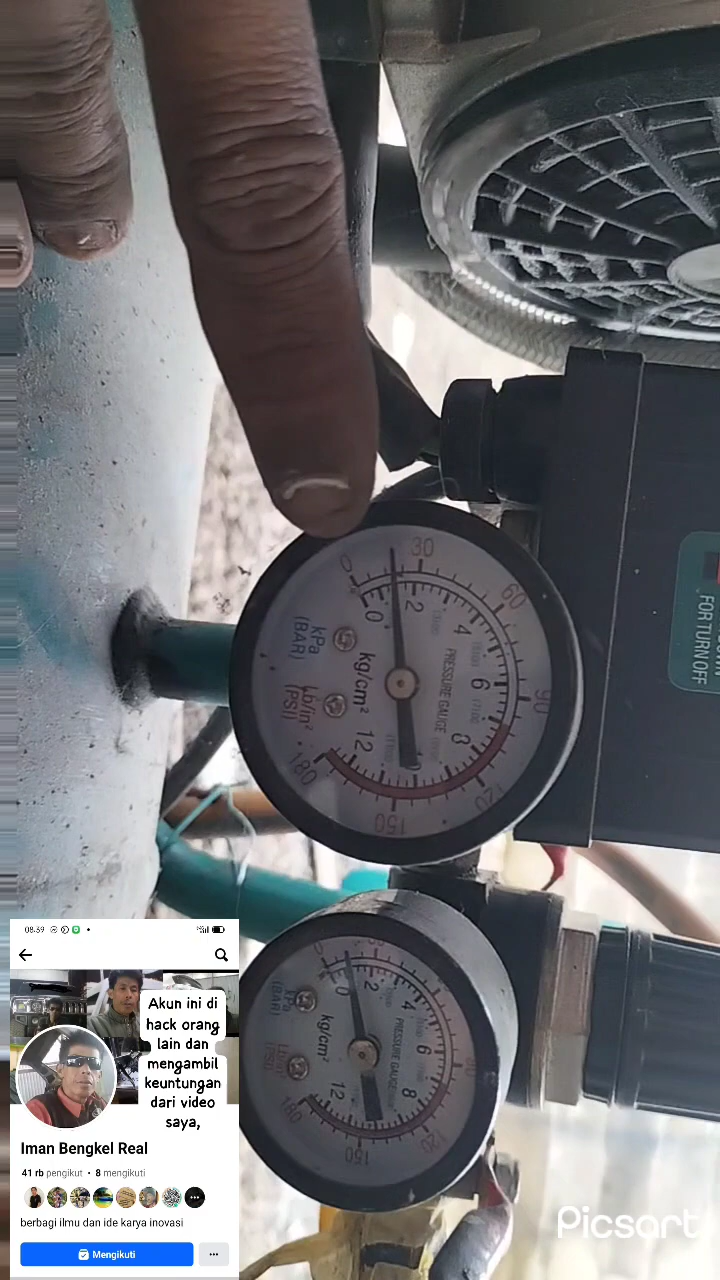 FOR TURN OFF
0
30
60
90
120
150
180
0
2
4
6
8
12
kPa
(BAR)
kg/cm²
Lb/in²
(PSI)
PRESSURE GAUGE
0
2
4
6
8
12
120
150
180
kPa
(BAR)
kg/cm²
PRESSURE GAUGE
08.39
Akun ini di
hack orang
lain dan
mengambil
keuntungan
dari video
saya,
Iman Bengkel Real
41 rb pengikut • 8 mengikuti
berbagi ilmu dan ide karya inovasi
Mengikuti
Picsart